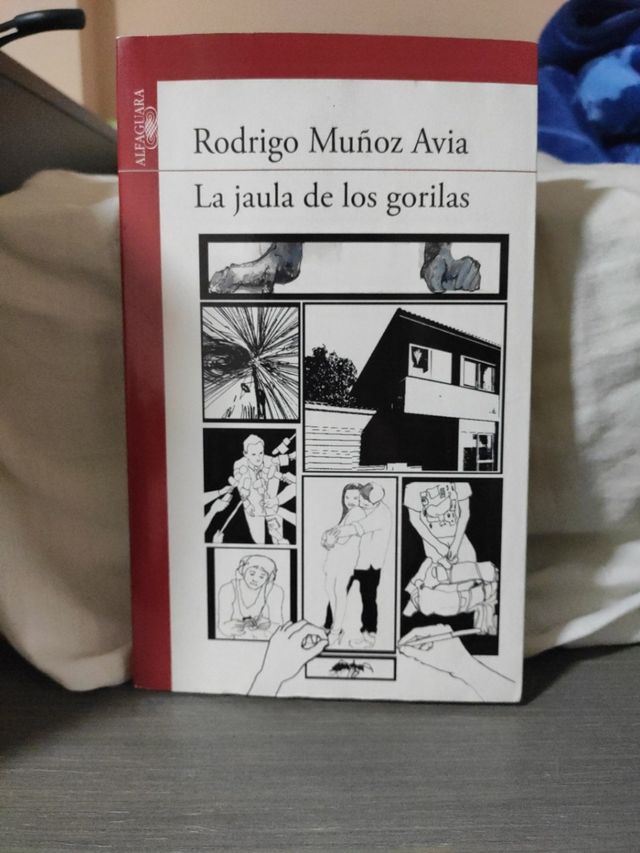 ALFAGUARA
Rodrigo Muñoz Avia
La jaula de los gorilas